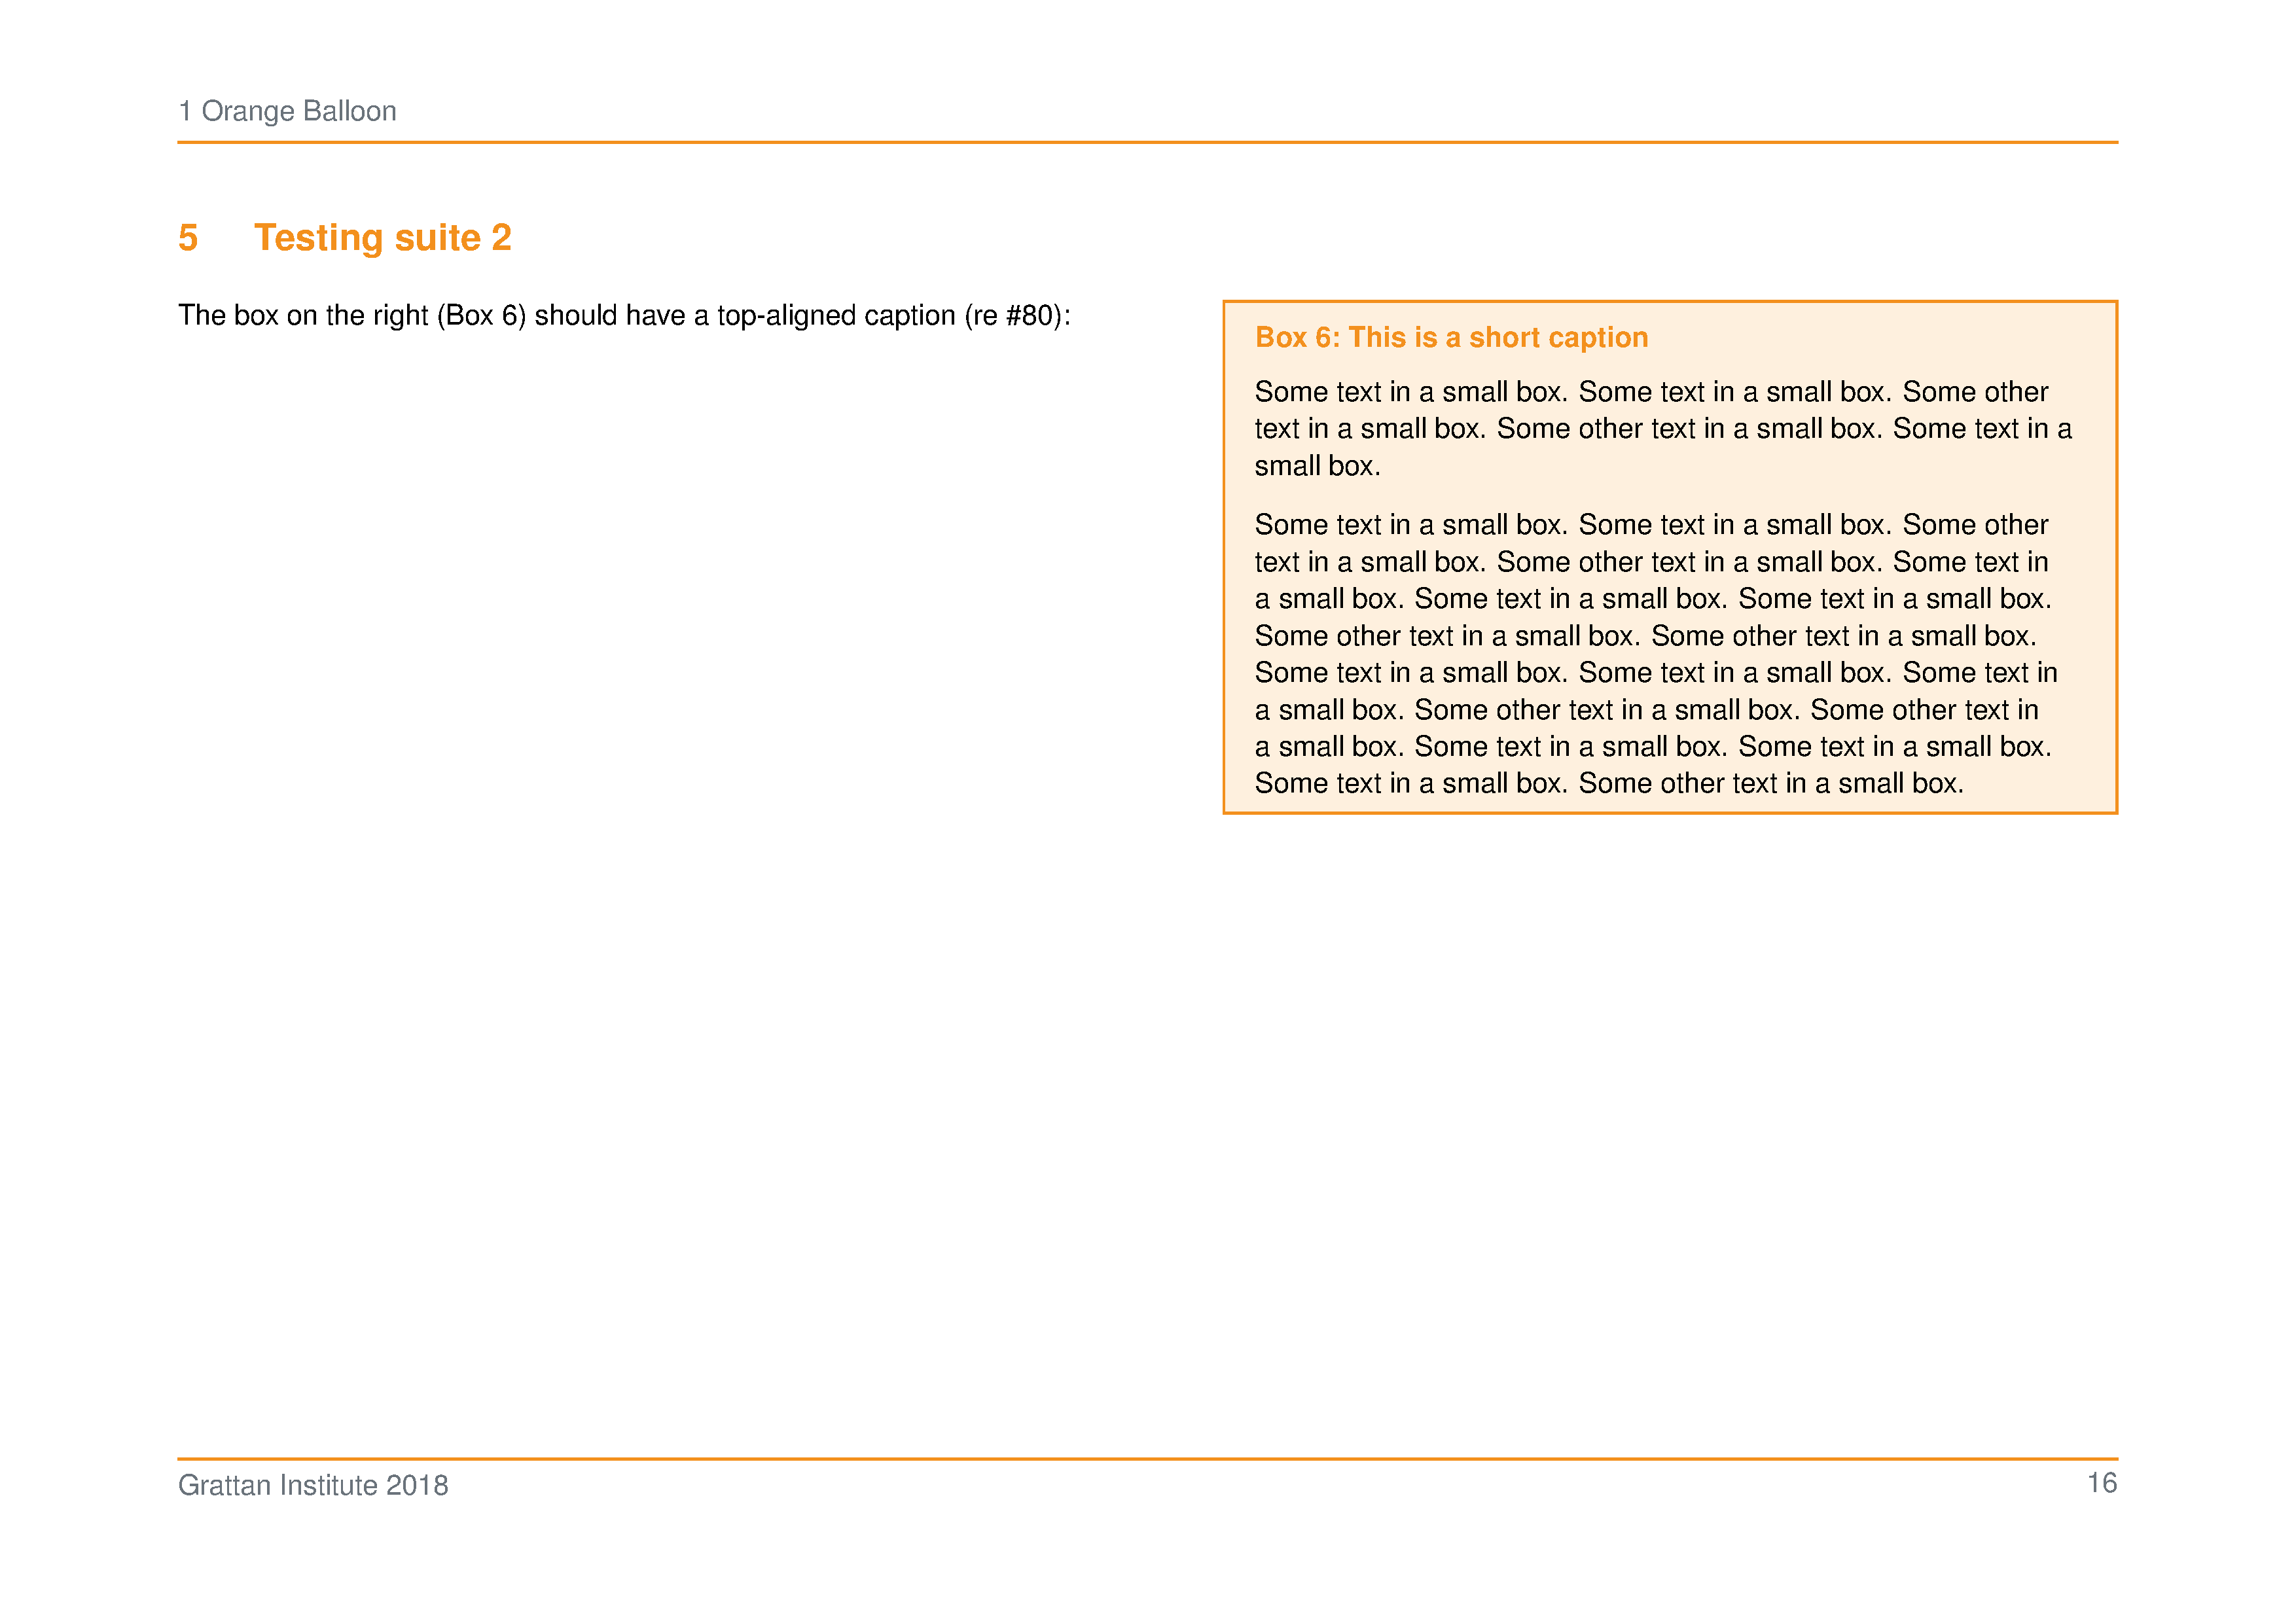 1 Orange Balloon
5 Testing suite 2
The box on the right (Box 6) should have a top-aligned caption (re #80):
Box 6: This is a short caption
Some text in a small box. Some text in a small box. Some other
text in a small box. Some other text in a small box. Some text in a
small box.
Some text in a small box. Some text in a small box. Some other
text in a small box. Some other text in a small box. Some text in
a small box. Some text in a small box. Some text in a small box.
Some other text in a small box. Some other text in a small box.
Some text in a small box. Some text in a small box. Some text in
a small box. Some other text in a small box. Some other text in
a small box. Some text in a small box. Some text in a small box.
Some text in a small box. Some other text in a small box.
Grattan Institute 2018
16